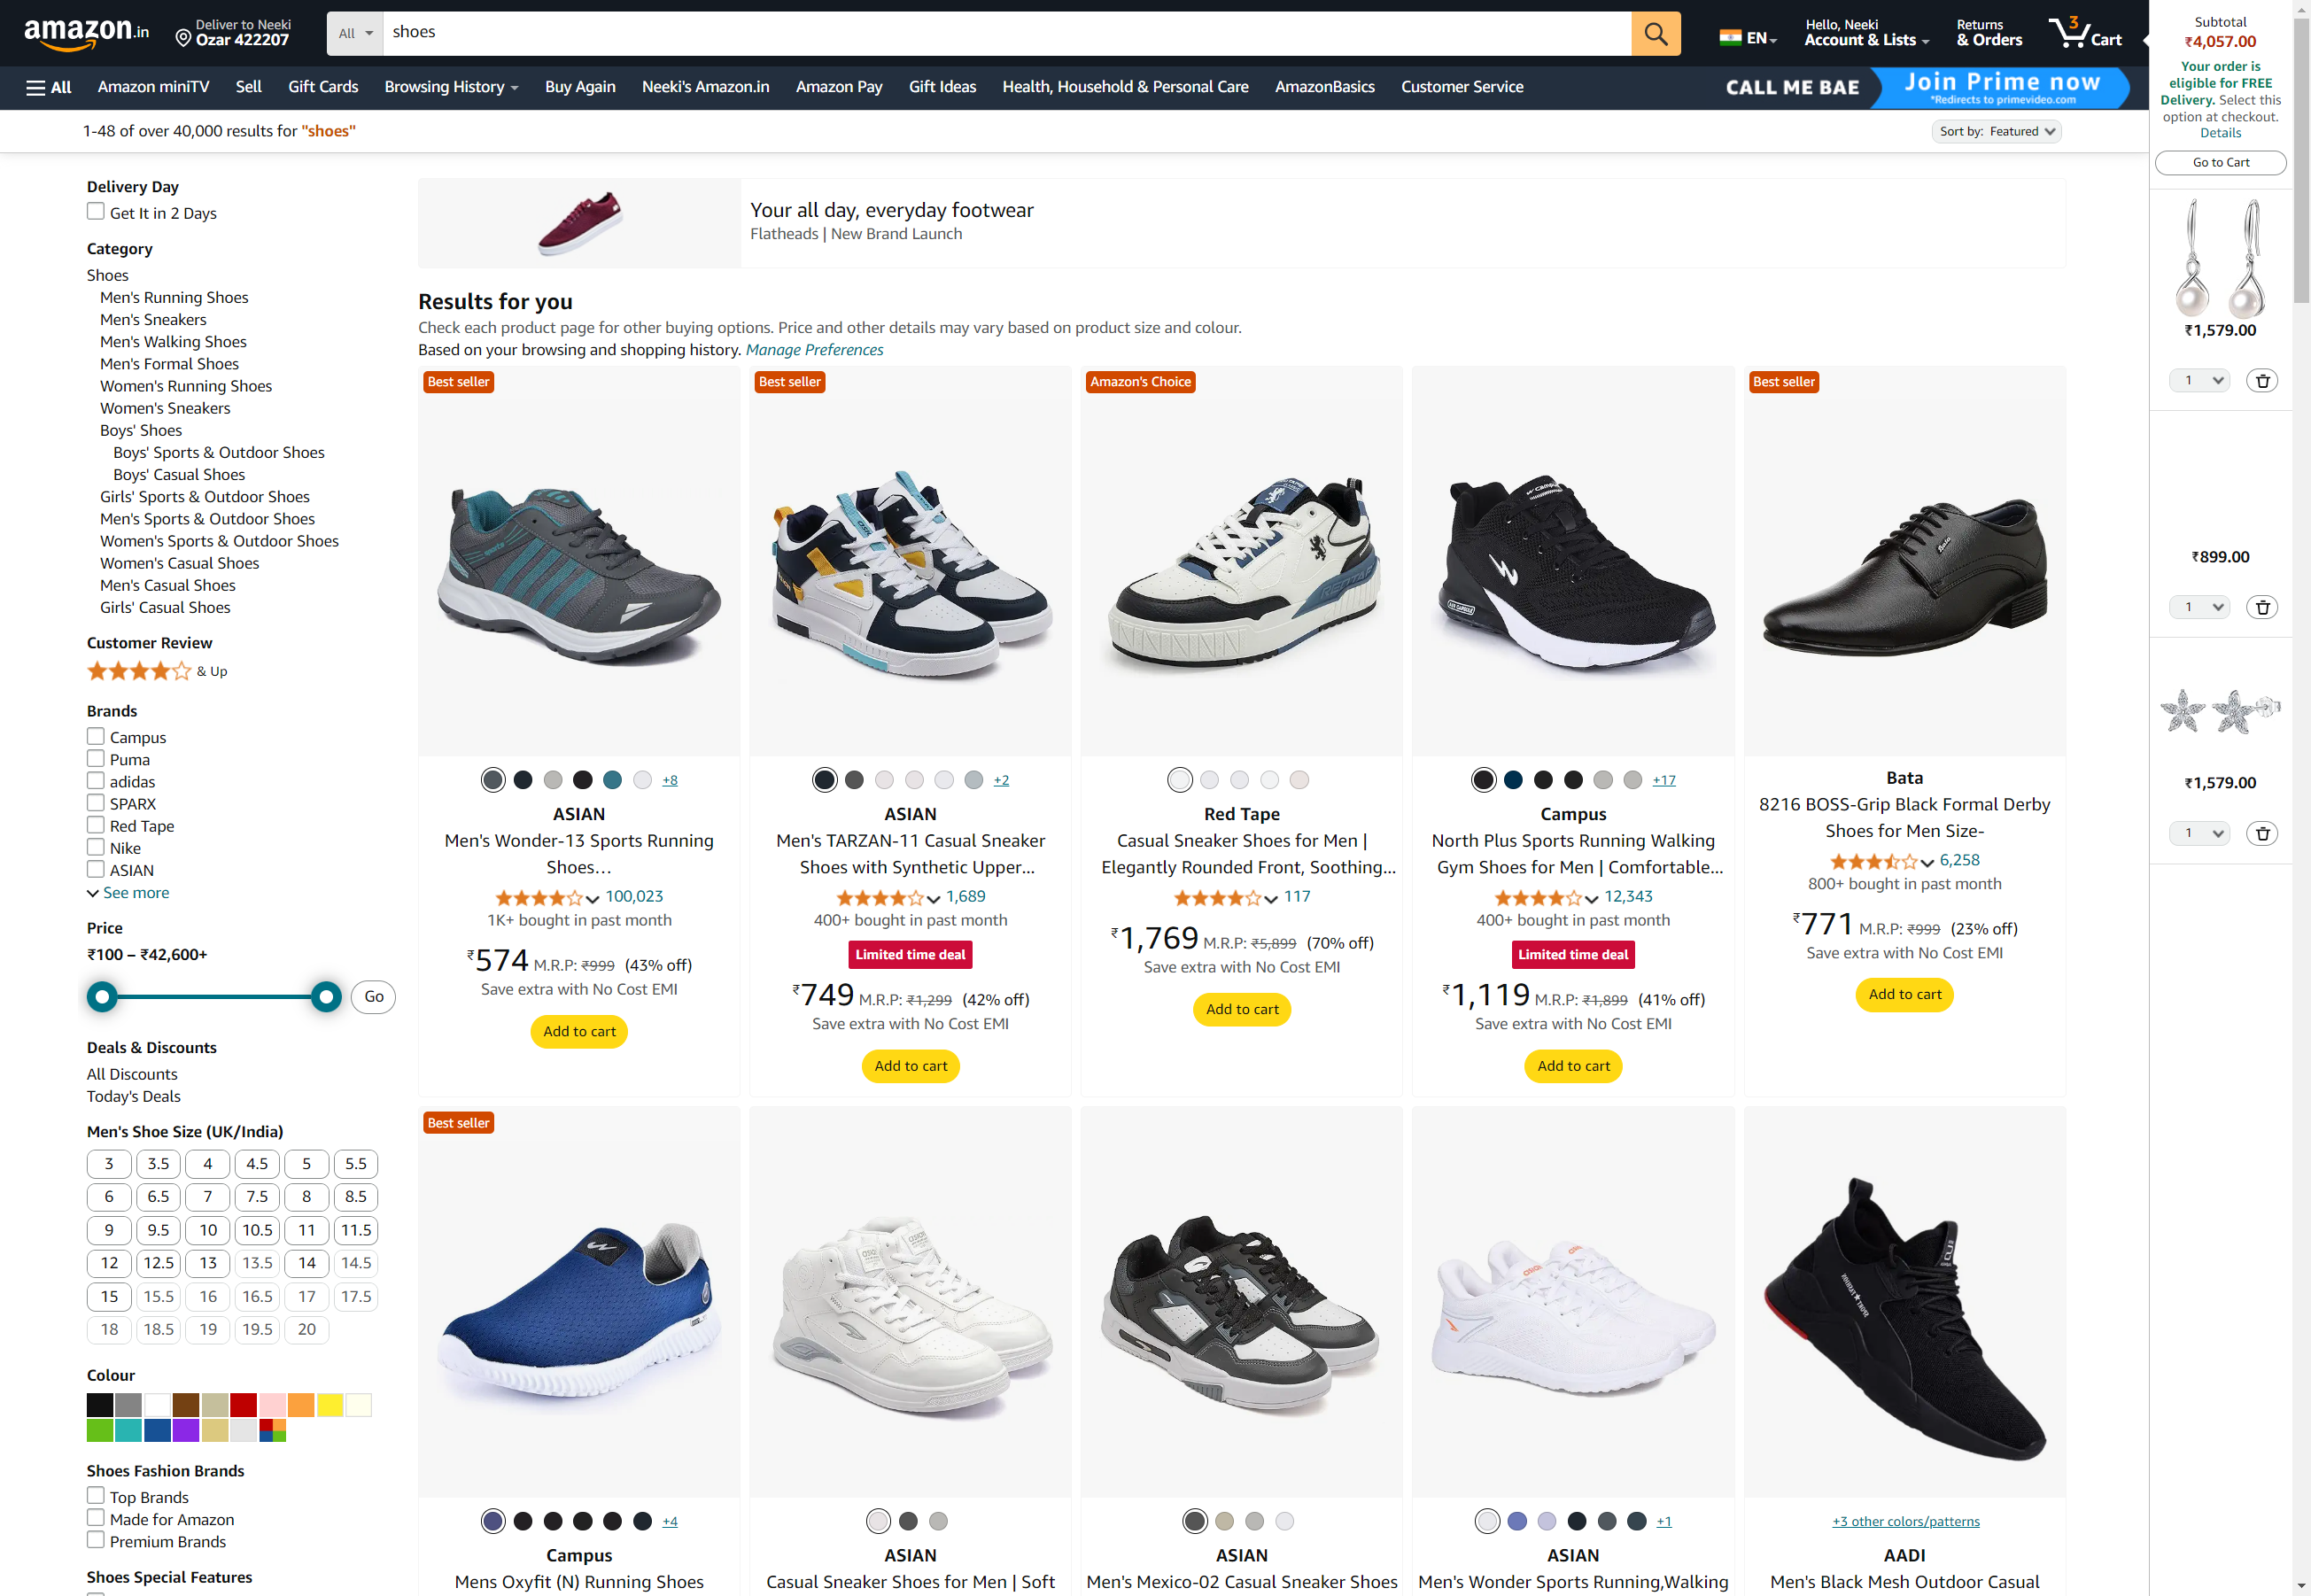 amazon.in
Deliver to Neeki
Ozar 422207
All
shoes
EN
Hello, Neeki
Account & Lists
Returns
& Orders
3
Cart
All
Amazon miniTV
Sell
Gift Cards
Browsing History
Buy Again
Neeki's Amazon.in
Amazon Pay
Gift Ideas
Health, Household & Personal Care
AmazonBasics
Customer Service
CALL ME BAE
Join Prime now
*Redirects to primevideo.com
Subtotal
₹4,057.00
Your order is
eligible for FREE
Delivery. Select this
option at checkout.
Details
Go to Cart
₹1,579.00
1
₹899.00
1
₹1,579.00
1
1-48 of over 40,000 results for "shoes"
Sort by: Featured
Delivery Day
Get It in 2 Days
Category
Shoes
Men's Running Shoes
Men's Sneakers
Men's Walking Shoes
Men's Formal Shoes
Women's Running Shoes
Women's Sneakers
Boys' Shoes
Boys' Sports & Outdoor Shoes
Boys' Casual Shoes
Girls' Sports & Outdoor Shoes
Men's Sports & Outdoor Shoes
Women's Sports & Outdoor Shoes
Women's Casual Shoes
Men's Casual Shoes
Girls' Casual Shoes
Customer Review
& Up
Brands
Campus
Puma
adidas
SPARX
Red Tape
Nike
ASIAN
See more
Price
₹100 – ₹42,600+
Go
Deals & Discounts
All Discounts
Today's Deals
Men's Shoe Size (UK/India)
3 3.5 4 4.5 5 5.5
6 6.5 7 7.5 8 8.5
9 9.5 10 10.5 11 11.5
12 12.5 13 13.5 14 14.5
15 15.5 16 16.5 17 17.5
18 18.5 19 19.5 20
Colour
Shoes Fashion Brands
Top Brands
Made for Amazon
Premium Brands
Shoes Special Features
Your all day, everyday footwear
Flatheads | New Brand Launch
Results for you
Check each product page for other buying options. Price and other details may vary based on product size and colour.
Based on your browsing and shopping history. Manage Preferences
Best seller
+8
ASIAN
Men's Wonder-13 Sports Running
Shoes…
100,023
1K+ bought in past month
₹574 M.R.P: ₹999 (43% off)
Save extra with No Cost EMI
Add to cart
Best seller
+2
ASIAN
Men's TARZAN-11 Casual Sneaker
Shoes with Synthetic Upper…
1,689
400+ bought in past month
Limited time deal
₹749 M.R.P: ₹1,299 (42% off)
Save extra with No Cost EMI
Add to cart
Amazon's Choice
Red Tape
Casual Sneaker Shoes for Men |
Elegantly Rounded Front, Soothing…
117
₹1,769 M.R.P: ₹5,899 (70% off)
Save extra with No Cost EMI
Add to cart
campus
+17
Campus
North Plus Sports Running Walking
Gym Shoes for Men | Comfortable…
12,343
400+ bought in past month
Limited time deal
₹1,119 M.R.P: ₹1,899 (41% off)
Save extra with No Cost EMI
Add to cart
Best seller
Bata
Bata
8216 BOSS-Grip Black Formal Derby
Shoes for Men Size-
6,258
800+ bought in past month
₹771 M.R.P: ₹999 (23% off)
Save extra with No Cost EMI
Add to cart
Best seller
+4
Campus
Mens Oxyfit (N) Running Shoes
asian
asian
ASIAN
Casual Sneaker Shoes for Men | Soft
ASIAN
Men's Mexico-02 Casual Sneaker Shoes
asian
+1
ASIAN
Men's Wonder Sports Running,Walking
+3 other colors/patterns
AADI
Men's Black Mesh Outdoor Casual